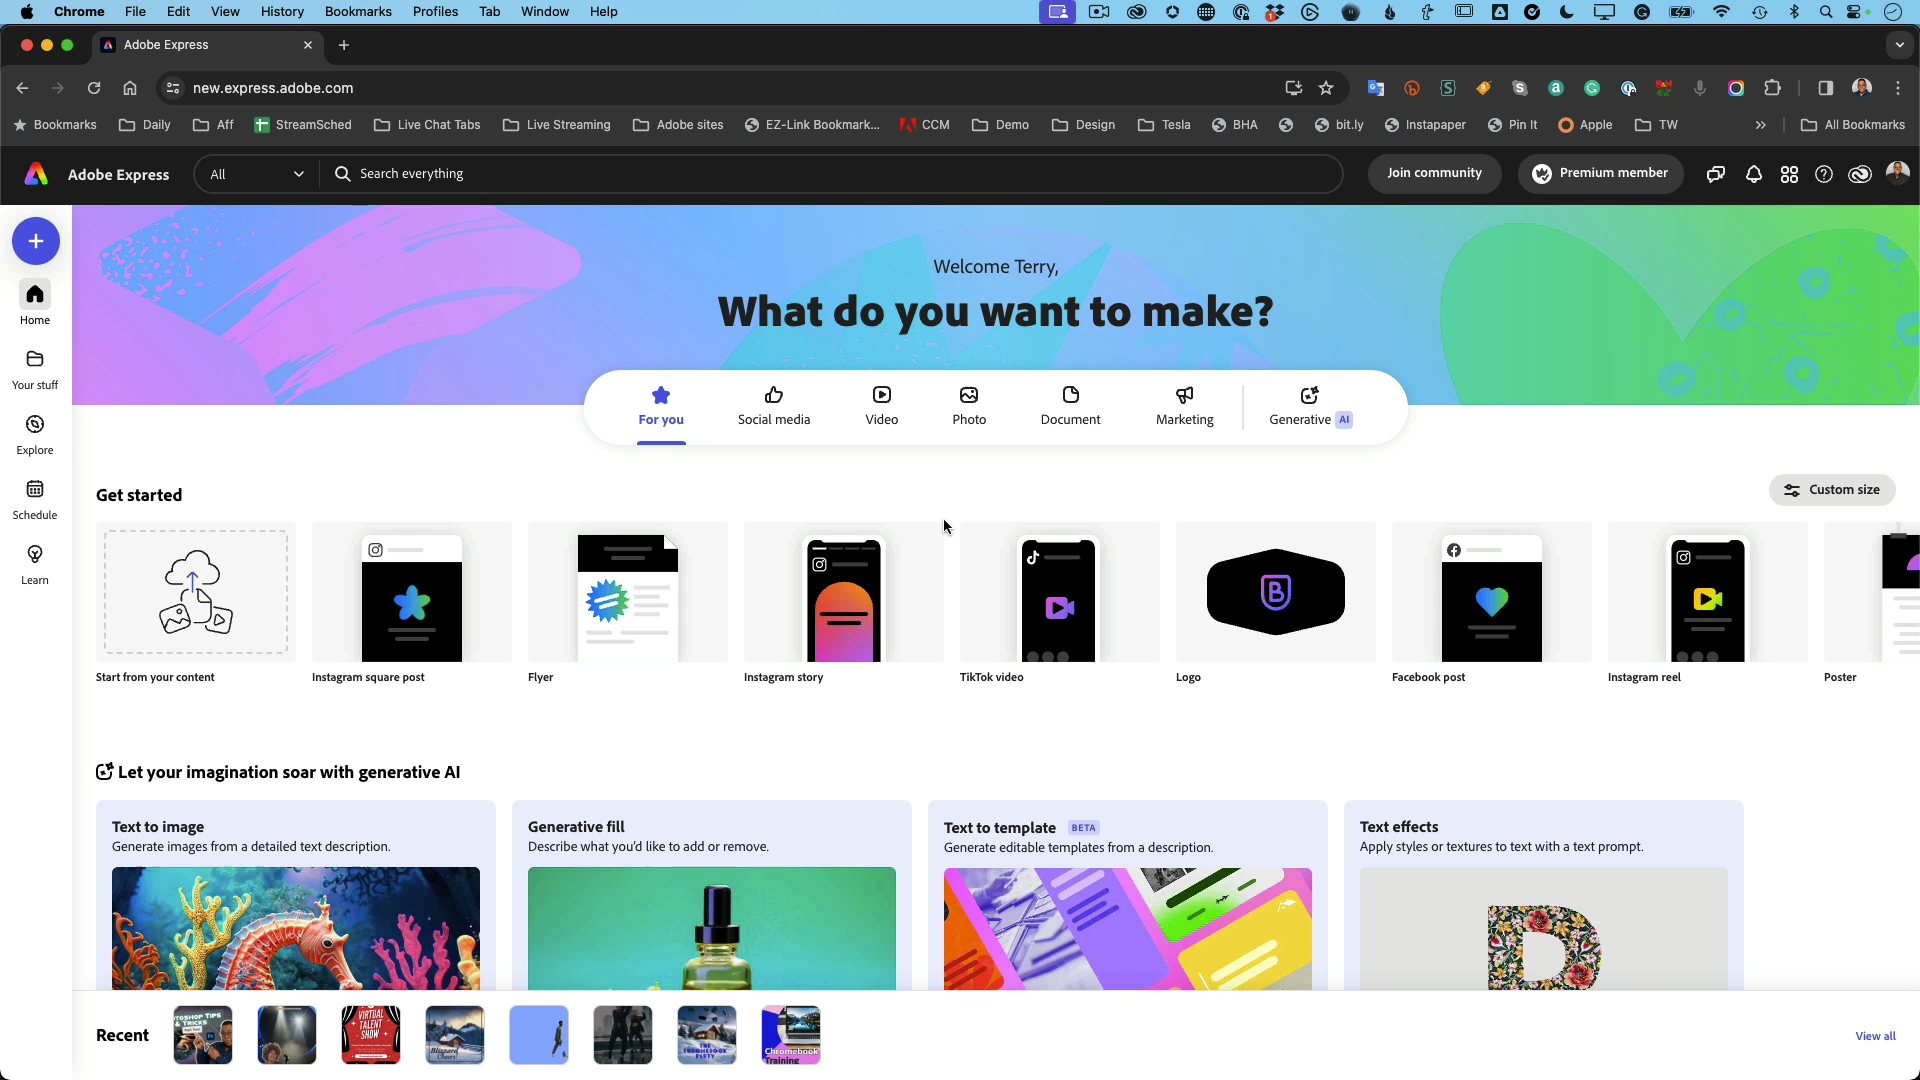 Chrome File Edit View History Bookmarks Profiles Tab Window Help
Adobe Express
new.express.adobe.com
Bookmarks Daily Aff StreamSched Live Chat Tabs Live Streaming Adobe sites EZ-Link Bookmark... CCM Demo Design Tesla BHA bit.ly Instapaper Pin It Apple TW All Bookmarks
Adobe Express All Search everything Join community Premium member
Welcome Terry,
What do you want to make?
Home
Your stuff
Explore
Schedule
Learn
For you Social media Video Photo Document Marketing Generative AI
Get started Custom size
Start from your content Instagram square post Flyer Instagram story TikTok video Logo Facebook post Instagram reel Poster
Let your imagination soar with generative AI
Text to image
Generate images from a detailed text description.
Generative fill
Describe what you'd like to add or remove.
Text to template BETA
Generate editable templates from a description.
Text effects
Apply styles or textures to text with a text prompt.
Recent
VIRTUAL
TALENT
SHOW
Chromebook
Training
View all